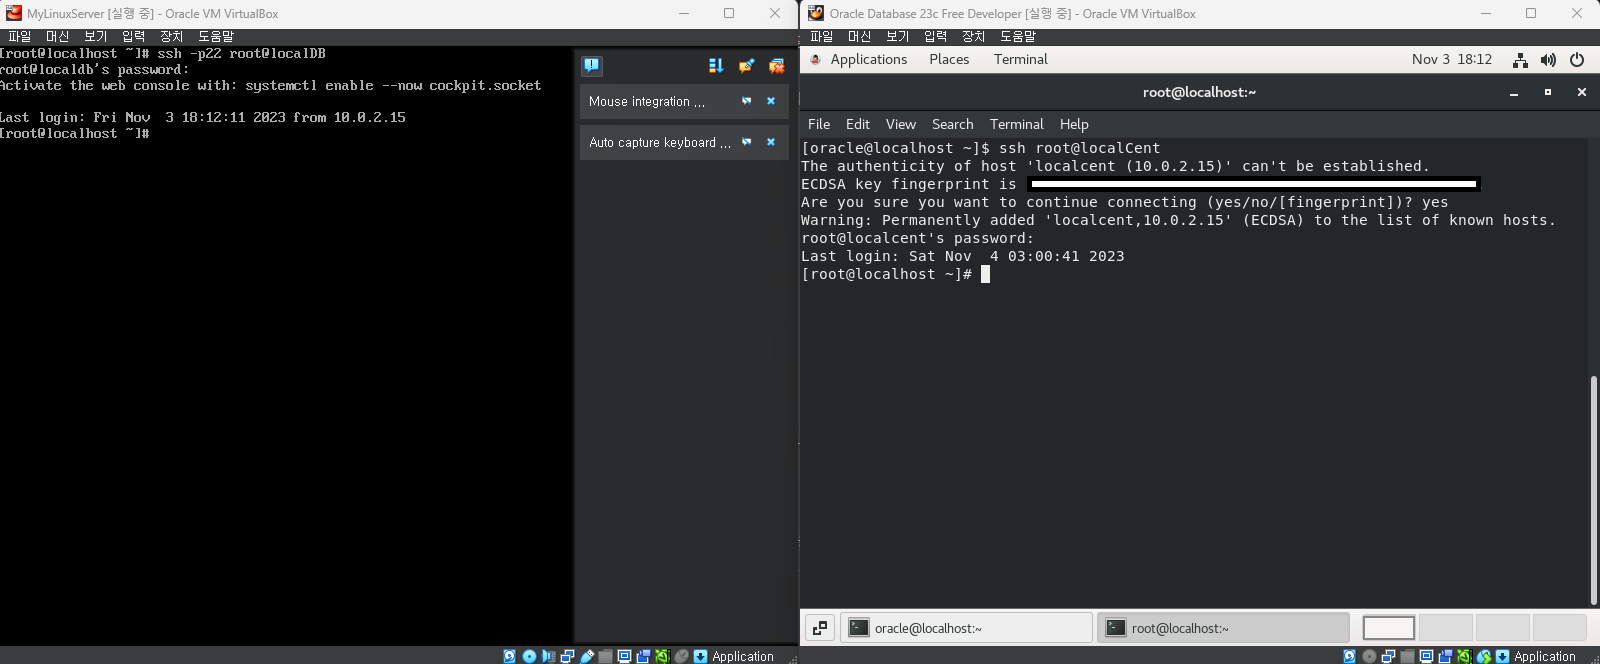 MyLinuxServer [실행 중] - Oracle VM VirtualBox
파일 머신 보기 입력 장치 도움말
[root@localhost ~]# ssh -p22 root@localDB
root@localdb's password:
Activate the web console with: systemctl enable --now cockpit.socket
Last login: Fri Nov  3 18:12:11 2023 from 10.0.2.15
[root@localhost ~]#
Mouse integration ...
Auto capture keyboard ...
Application
Oracle Database 23c Free Developer [실행 중] - Oracle VM VirtualBox
파일 머신 보기 입력 장치 도움말
Applications Places Terminal Nov 3 18:12
root@localhost:~
File Edit View Search Terminal Help
[oracle@localhost ~]$ ssh root@localCent
The authenticity of host 'localcent (10.0.2.15)' can't be established.
ECDSA key fingerprint is
Are you sure you want to continue connecting (yes/no/[fingerprint])? yes
Warning: Permanently added 'localcent,10.0.2.15' (ECDSA) to the list of known hosts.
root@localcent's password:
Last login: Sat Nov  4 03:00:41 2023
[root@localhost ~]#
oracle@localhost:~ root@localhost:~
Application